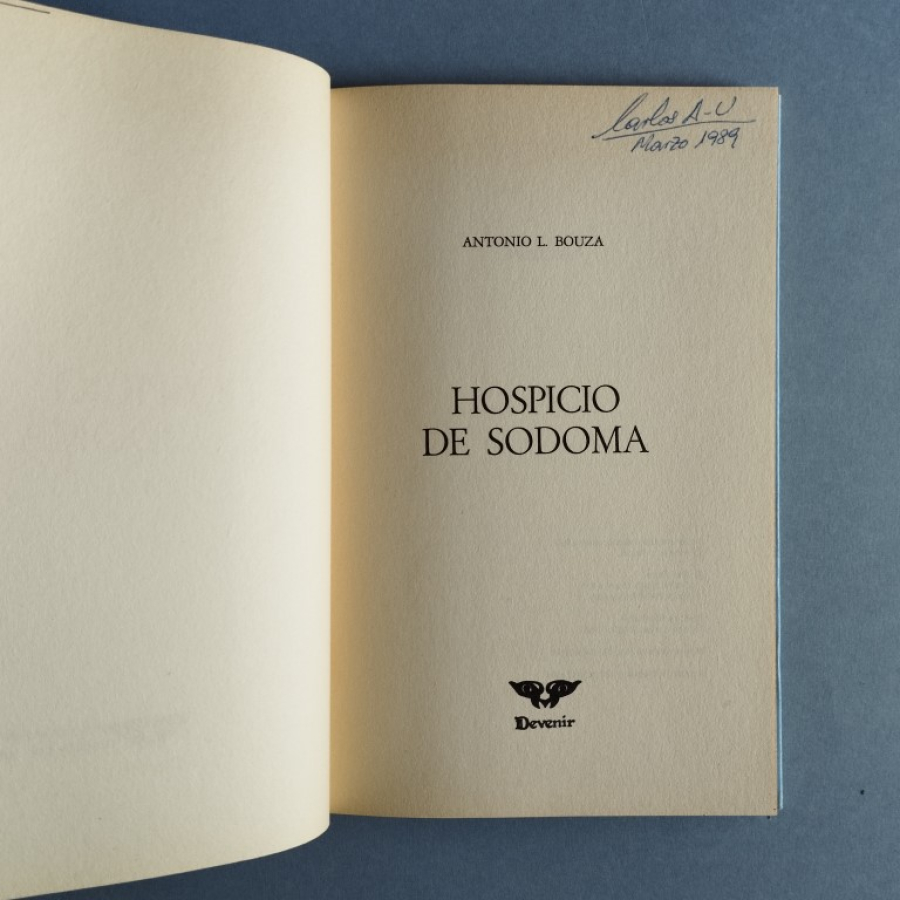 Carlos A-U
Marzo 1989
ANTONIO L. BOUZA
HOSPICIO
DE SODOMA
Devenir